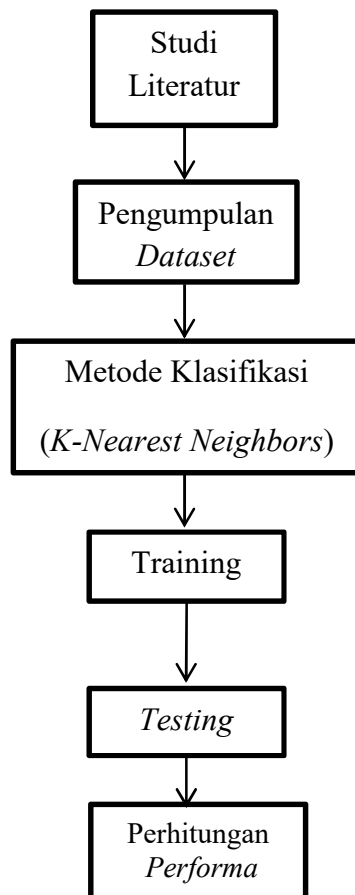 Studi
Literatur
Pengumpulan
Dataset
Metode Klasifikasi
(K-Nearest Neighbors)
Training
Testing
Perhitungan
Performa